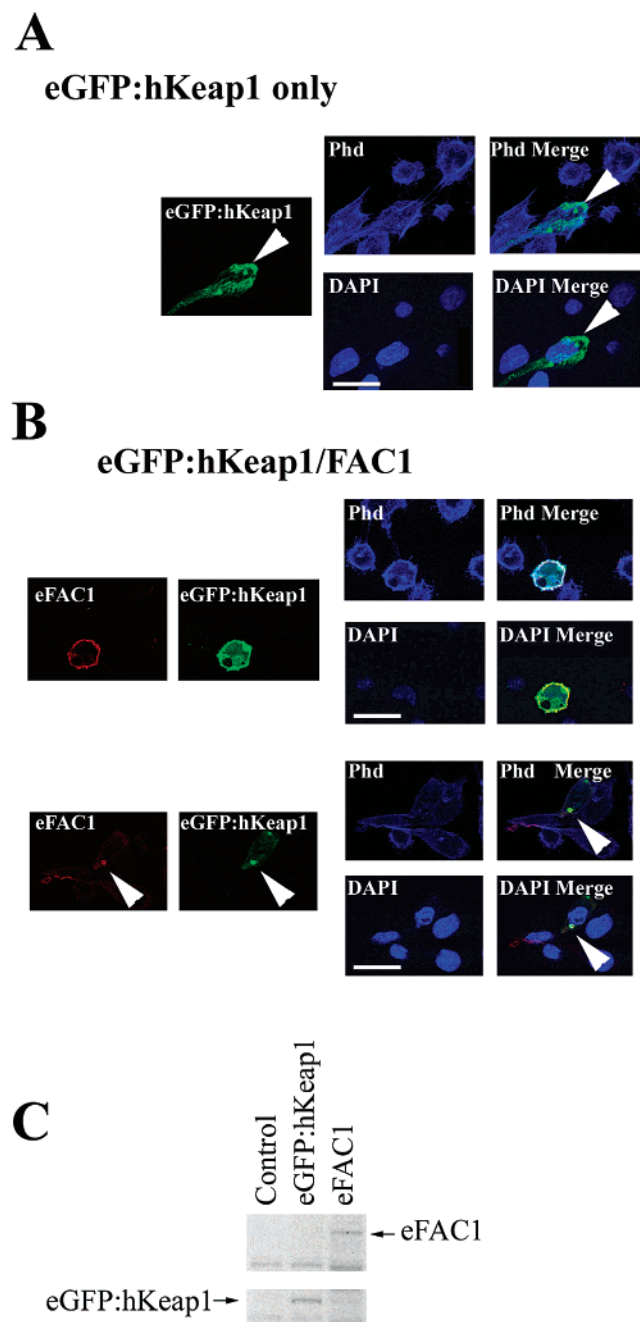 A
eGFP:hKeap1 only
Phd
Phd Merge
eGFP:hKeap1
DAPI
DAPI Merge
B
eGFP:hKeap1/FAC1
Phd
Phd Merge
eFAC1
eGFP:hKeap1
DAPI
DAPI Merge
Phd
Phd Merge
eFAC1
eGFP:hKeap1
DAPI
DAPI Merge
C
Control
eGFP:hKeap1
eFAC1
eFAC1
eGFP:hKeap1